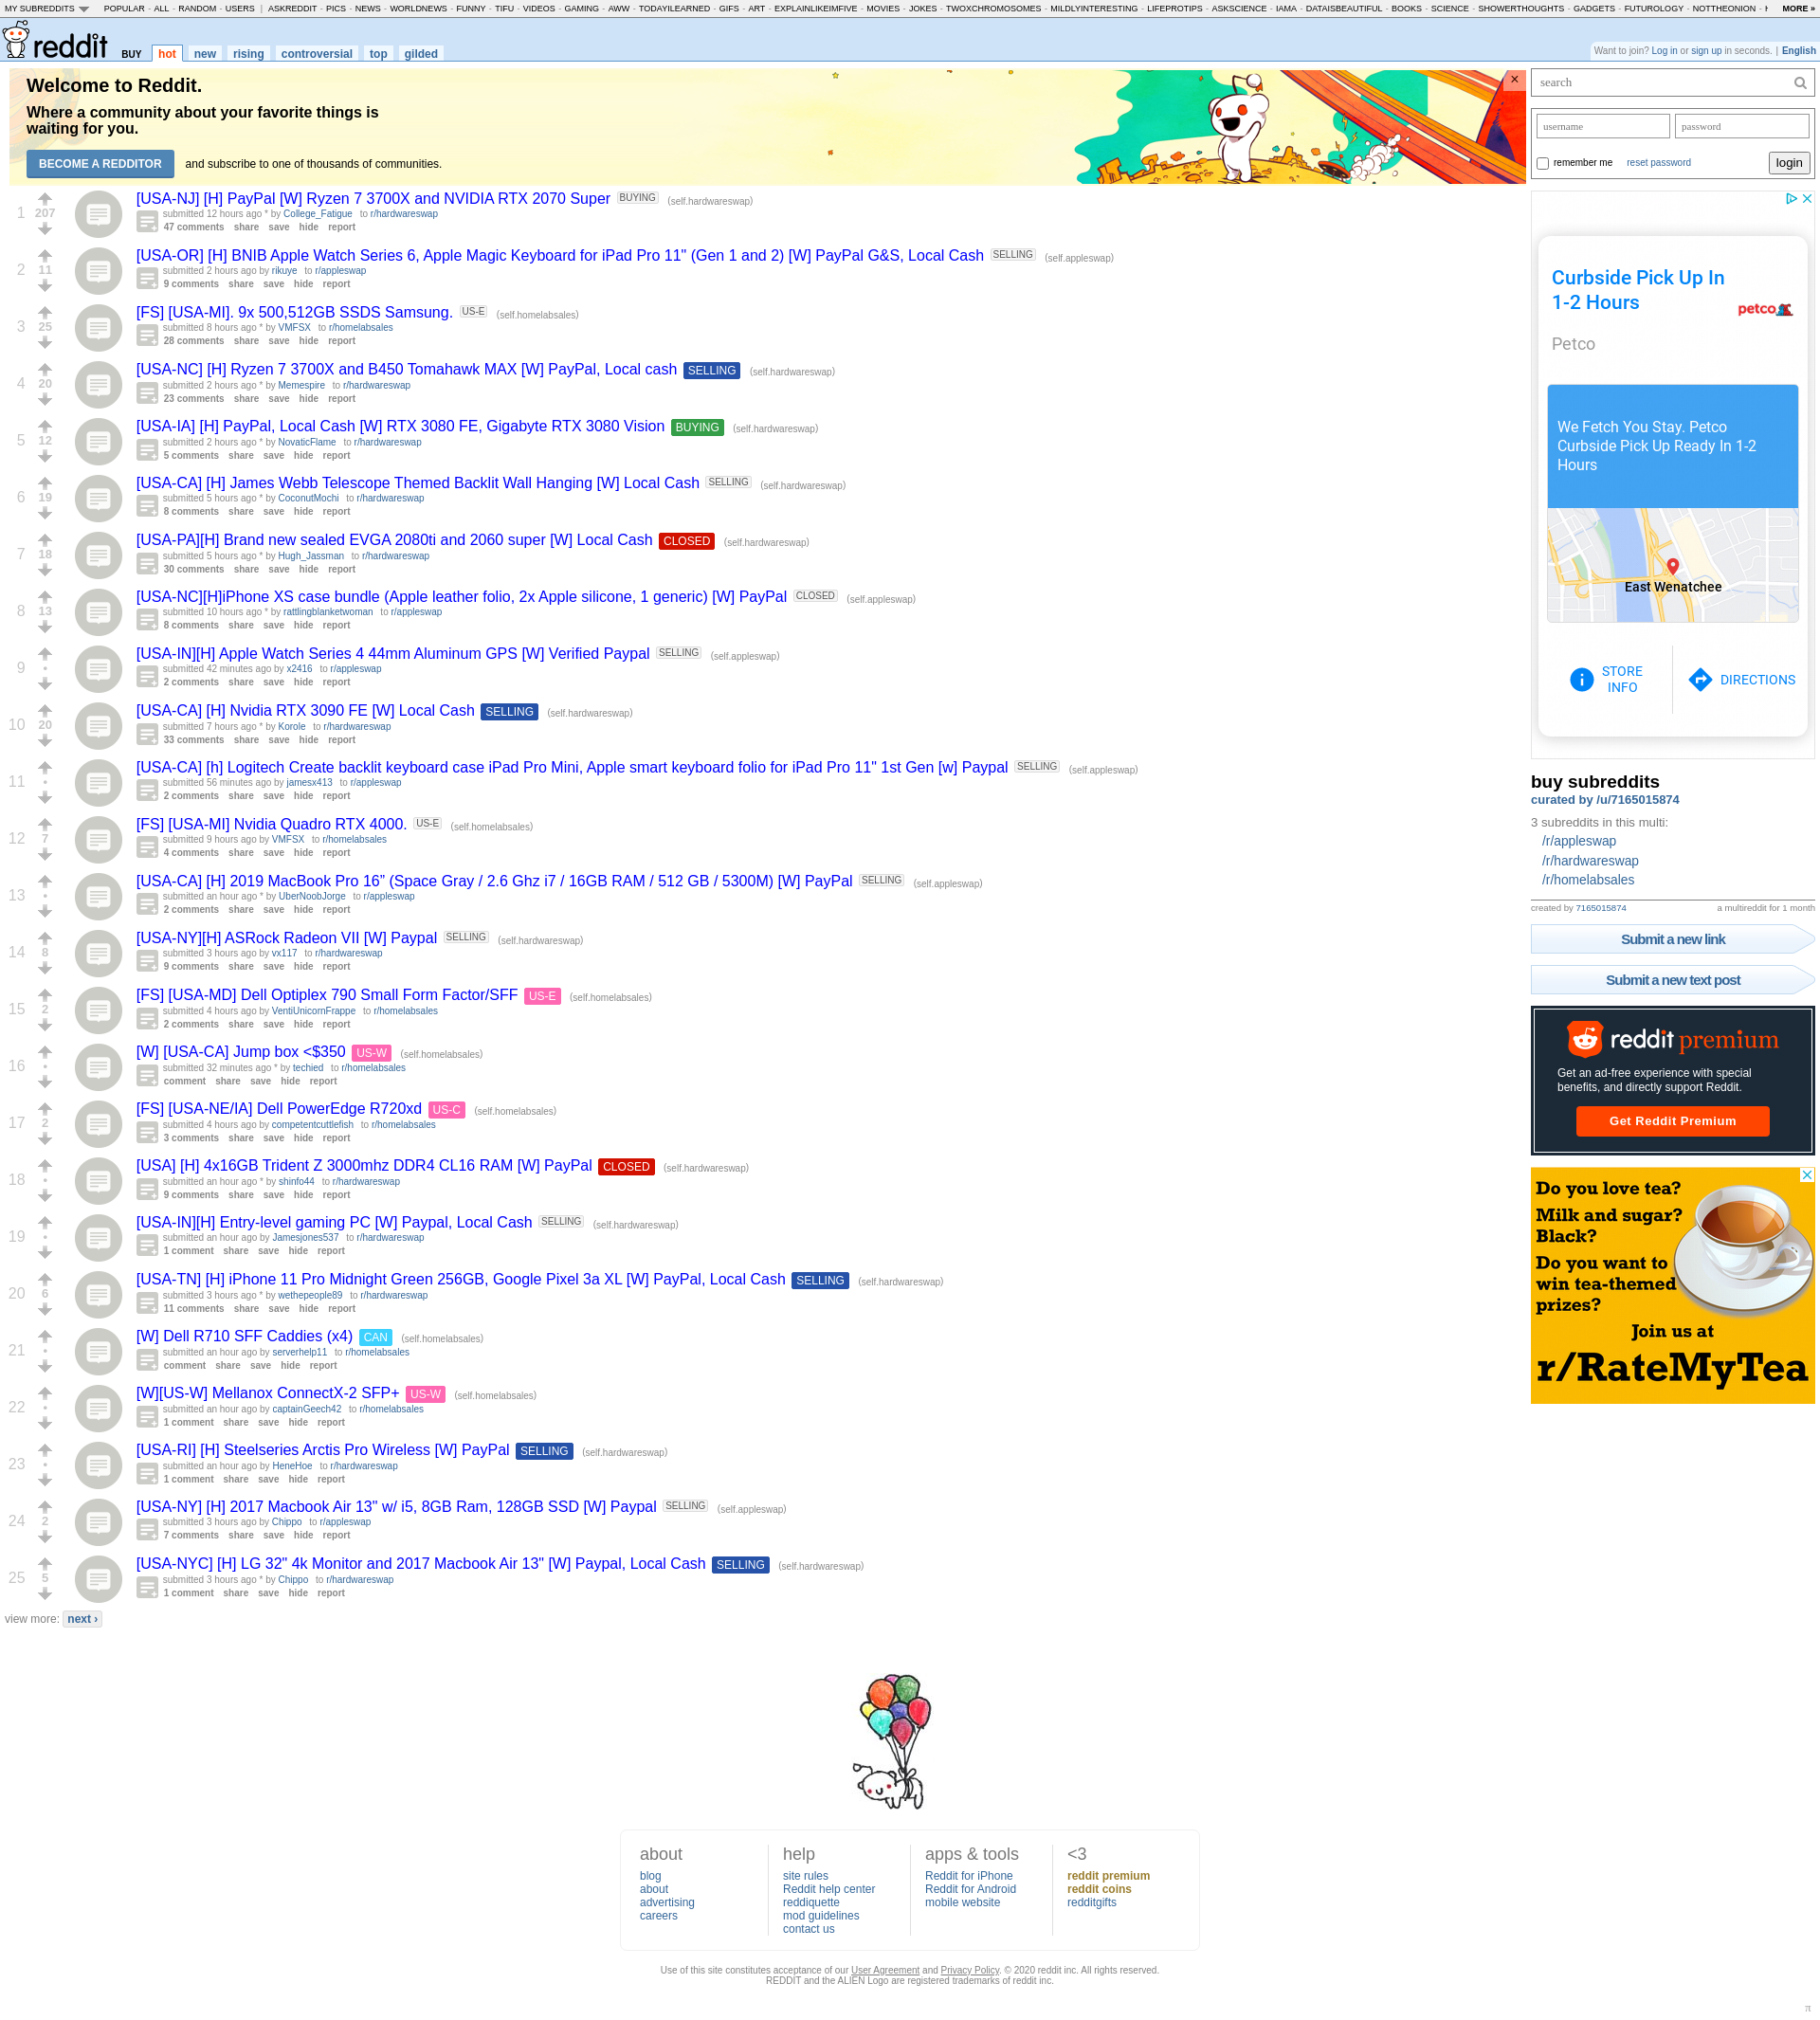 MY SUBREDDITS POPULAR - ALL - RANDOM - USERS | ASKREDDIT - PICS - NEWS - WORLDNEWS - FUNNY - TIFU - VIDEOS - GAMING - AWW - TODAYILEARNED - GIFS - ART - EXPLAINLIKEIMFIVE - MOVIES - JOKES - TWOXCHROMOSOMES - MILDLYINTERESTING - LIFEPROTIPS - ASKSCIENCE - IAMA - DATAISBEAUTIFUL - BOOKS - SCIENCE - SHOWERTHOUGHTS - GADGETS - FUTUROLOGY - NOTTHEONION - MORE »
reddit BUY hot new rising controversial top gilded
Want to join? Log in or sign up in seconds. | English
Welcome to Reddit.
Where a community about your favorite things is
waiting for you.
BECOME A REDDITOR and subscribe to one of thousands of communities.
1
207
[USA-NJ] [H] PayPal [W] Ryzen 7 3700X and NVIDIA RTX 2070 Super BUYING (self.hardwareswap)
submitted 12 hours ago * by College_Fatigue to r/hardwareswap
47 comments share save hide report
2
11
[USA-OR] [H] BNIB Apple Watch Series 6, Apple Magic Keyboard for iPad Pro 11" (Gen 1 and 2) [W] PayPal G&S, Local Cash SELLING (self.appleswap)
submitted 2 hours ago by rikuye to r/appleswap
9 comments share save hide report
3
25
[FS] [USA-MI]. 9x 500,512GB SSDS Samsung. US-E (self.homelabsales)
submitted 8 hours ago * by VMFSX to r/homelabsales
28 comments share save hide report
4
20
[USA-NC] [H] Ryzen 7 3700X and B450 Tomahawk MAX [W] PayPal, Local cash SELLING (self.hardwareswap)
submitted 2 hours ago * by Memespire to r/hardwareswap
23 comments share save hide report
5
12
[USA-IA] [H] PayPal, Local Cash [W] RTX 3080 FE, Gigabyte RTX 3080 Vision BUYING (self.hardwareswap)
submitted 2 hours ago * by NovaticFlame to r/hardwareswap
5 comments share save hide report
6
19
[USA-CA] [H] James Webb Telescope Themed Backlit Wall Hanging [W] Local Cash SELLING (self.hardwareswap)
submitted 5 hours ago * by CoconutMochi to r/hardwareswap
8 comments share save hide report
7
18
[USA-PA][H] Brand new sealed EVGA 2080ti and 2060 super [W] Local Cash CLOSED (self.hardwareswap)
submitted 5 hours ago * by Hugh_Jassman to r/hardwareswap
30 comments share save hide report
8
13
[USA-NC][H]iPhone XS case bundle (Apple leather folio, 2x Apple silicone, 1 generic) [W] PayPal CLOSED (self.appleswap)
submitted 10 hours ago * by rattlingblanketwoman to r/appleswap
8 comments share save hide report
9
•
[USA-IN][H] Apple Watch Series 4 44mm Aluminum GPS [W] Verified Paypal SELLING (self.appleswap)
submitted 42 minutes ago by x2416 to r/appleswap
2 comments share save hide report
10
20
[USA-CA] [H] Nvidia RTX 3090 FE [W] Local Cash SELLING (self.hardwareswap)
submitted 7 hours ago * by Korole to r/hardwareswap
33 comments share save hide report
11
•
[USA-CA] [h] Logitech Create backlit keyboard case iPad Pro Mini, Apple smart keyboard folio for iPad Pro 11" 1st Gen [w] Paypal SELLING (self.appleswap)
submitted 56 minutes ago by jamesx413 to r/appleswap
2 comments share save hide report
12
7
[FS] [USA-MI] Nvidia Quadro RTX 4000. US-E (self.homelabsales)
submitted 9 hours ago by VMFSX to r/homelabsales
4 comments share save hide report
13
•
[USA-CA] [H] 2019 MacBook Pro 16” (Space Gray / 2.6 Ghz i7 / 16GB RAM / 512 GB / 5300M) [W] PayPal SELLING (self.appleswap)
submitted an hour ago * by UberNoobJorge to r/appleswap
2 comments share save hide report
14
8
[USA-NY][H] ASRock Radeon VII [W] Paypal SELLING (self.hardwareswap)
submitted 3 hours ago by vx117 to r/hardwareswap
9 comments share save hide report
15
2
[FS] [USA-MD] Dell Optiplex 790 Small Form Factor/SFF US-E (self.homelabsales)
submitted 4 hours ago by VentiUnicornFrappe to r/homelabsales
2 comments share save hide report
16
•
[W] [USA-CA] Jump box <$350 US-W (self.homelabsales)
submitted 32 minutes ago * by techied to r/homelabsales
comment share save hide report
17
2
[FS] [USA-NE/IA] Dell PowerEdge R720xd US-C (self.homelabsales)
submitted 4 hours ago by competentcuttlefish to r/homelabsales
3 comments share save hide report
18
•
[USA] [H] 4x16GB Trident Z 3000mhz DDR4 CL16 RAM [W] PayPal CLOSED (self.hardwareswap)
submitted an hour ago * by shinfo44 to r/hardwareswap
9 comments share save hide report
19
•
[USA-IN][H] Entry-level gaming PC [W] Paypal, Local Cash SELLING (self.hardwareswap)
submitted an hour ago by Jamesjones537 to r/hardwareswap
1 comment share save hide report
20
6
[USA-TN] [H] iPhone 11 Pro Midnight Green 256GB, Google Pixel 3a XL [W] PayPal, Local Cash SELLING (self.hardwareswap)
submitted 3 hours ago * by wethepeople89 to r/hardwareswap
11 comments share save hide report
21
•
[W] Dell R710 SFF Caddies (x4) CAN (self.homelabsales)
submitted an hour ago by serverhelp11 to r/homelabsales
comment share save hide report
22
•
[W][US-W] Mellanox ConnectX-2 SFP+ US-W (self.homelabsales)
submitted an hour ago by captainGeech42 to r/homelabsales
1 comment share save hide report
23
•
[USA-RI] [H] Steelseries Arctis Pro Wireless [W] PayPal SELLING (self.hardwareswap)
submitted an hour ago by HeneHoe to r/hardwareswap
1 comment share save hide report
24
2
[USA-NY] [H] 2017 Macbook Air 13" w/ i5, 8GB Ram, 128GB SSD [W] Paypal SELLING (self.appleswap)
submitted 3 hours ago by Chippo to r/appleswap
7 comments share save hide report
25
5
[USA-NYC] [H] LG 32" 4k Monitor and 2017 Macbook Air 13" [W] Paypal, Local Cash SELLING (self.hardwareswap)
submitted 3 hours ago * by Chippo to r/hardwareswap
1 comment share save hide report
view more: next ›
search
username password
remember me reset password login
Curbside Pick Up In
1-2 Hours
petco
Petco
We Fetch You Stay. Petco
Curbside Pick Up Ready In 1-2
Hours
East Wenatchee
STORE
INFO
DIRECTIONS
buy subreddits
curated by /u/7165015874
3 subreddits in this multi:
/r/appleswap
/r/hardwareswap
/r/homelabsales
created by 7165015874 a multireddit for 1 month
Submit a new link
Submit a new text post
reddit premium
Get an ad-free experience with special
benefits, and directly support Reddit.
Get Reddit Premium
Do you love tea?
Milk and sugar?
Black?
Do you want to
win tea-themed
prizes?
Join us at
r/RateMyTea
about
blog
about
advertising
careers
help
site rules
Reddit help center
reddiquette
mod guidelines
contact us
apps & tools
Reddit for iPhone
Reddit for Android
mobile website
<3
reddit premium
reddit coins
redditgifts
Use of this site constitutes acceptance of our User Agreement and Privacy Policy. © 2020 reddit inc. All rights reserved.
REDDIT and the ALIEN Logo are registered trademarks of reddit inc.
π